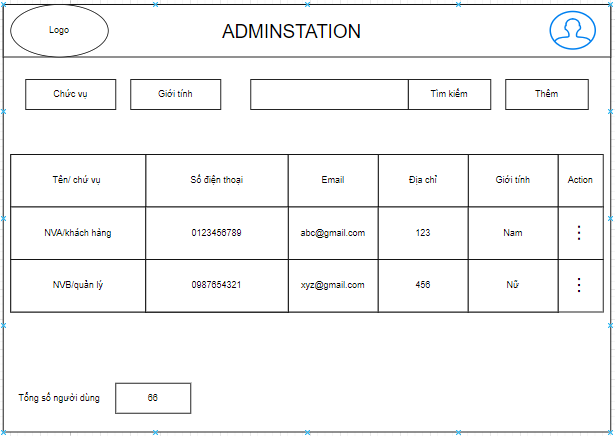 Logo
ADMINSTATION
Chức vụ
Giới tính
Tìm kiếm
Thêm
Tên/ chứ vụ
Số điện thoại
Email
Địa chỉ
Giới tính
Action
NVA/khách hàng
0123456789
abc@gmail.com
123
Nam
NVB/quản lý
0987654321
xyz@gmail.com
456
Nữ
Tổng số người dùng
66